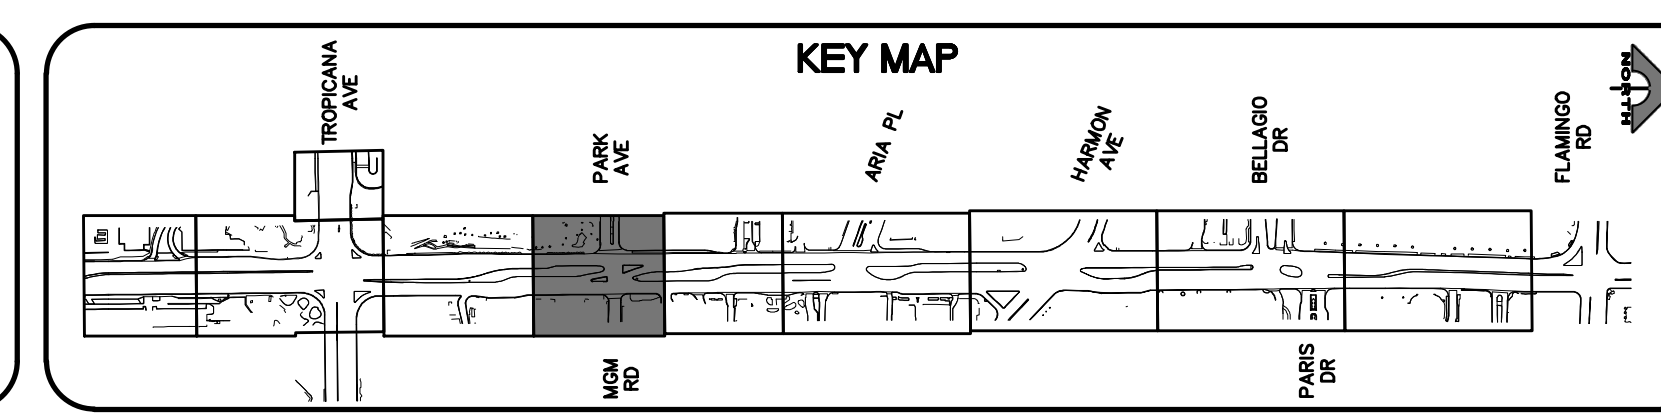 KEY MAP
NORTH
TROPICANA
AVE
PARK
AVE
ARIA PL
HARMON
AVE
BELLAGIO
DR
FLAMINGO
RD
MGM
RD
PARIS
DR